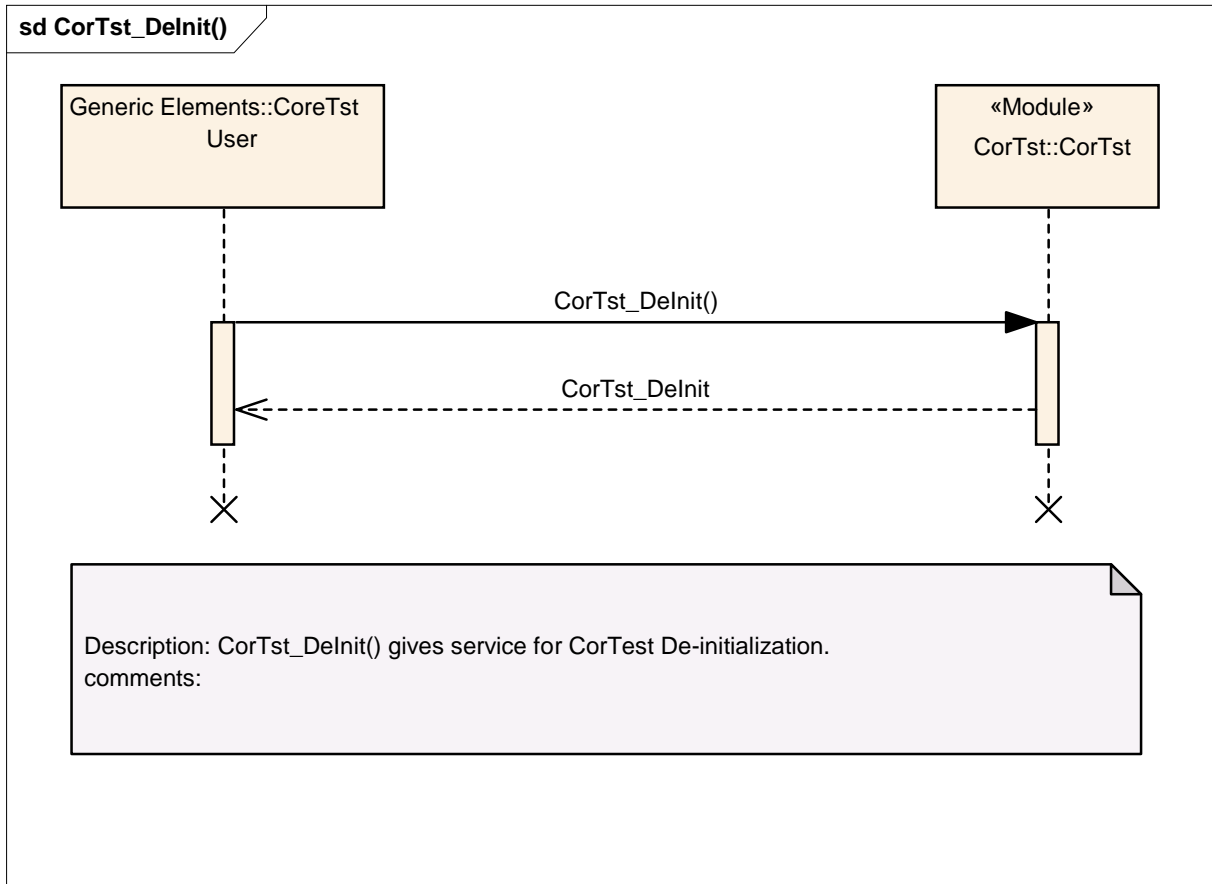 sd CorTst_DeInit()
Generic Elements::CoreTst
User
«Module»
CorTst::CorTst
CorTst_DeInit()
CorTst_DeInit
Description: CorTst_DeInit() gives service for CorTest De-initialization.
comments: